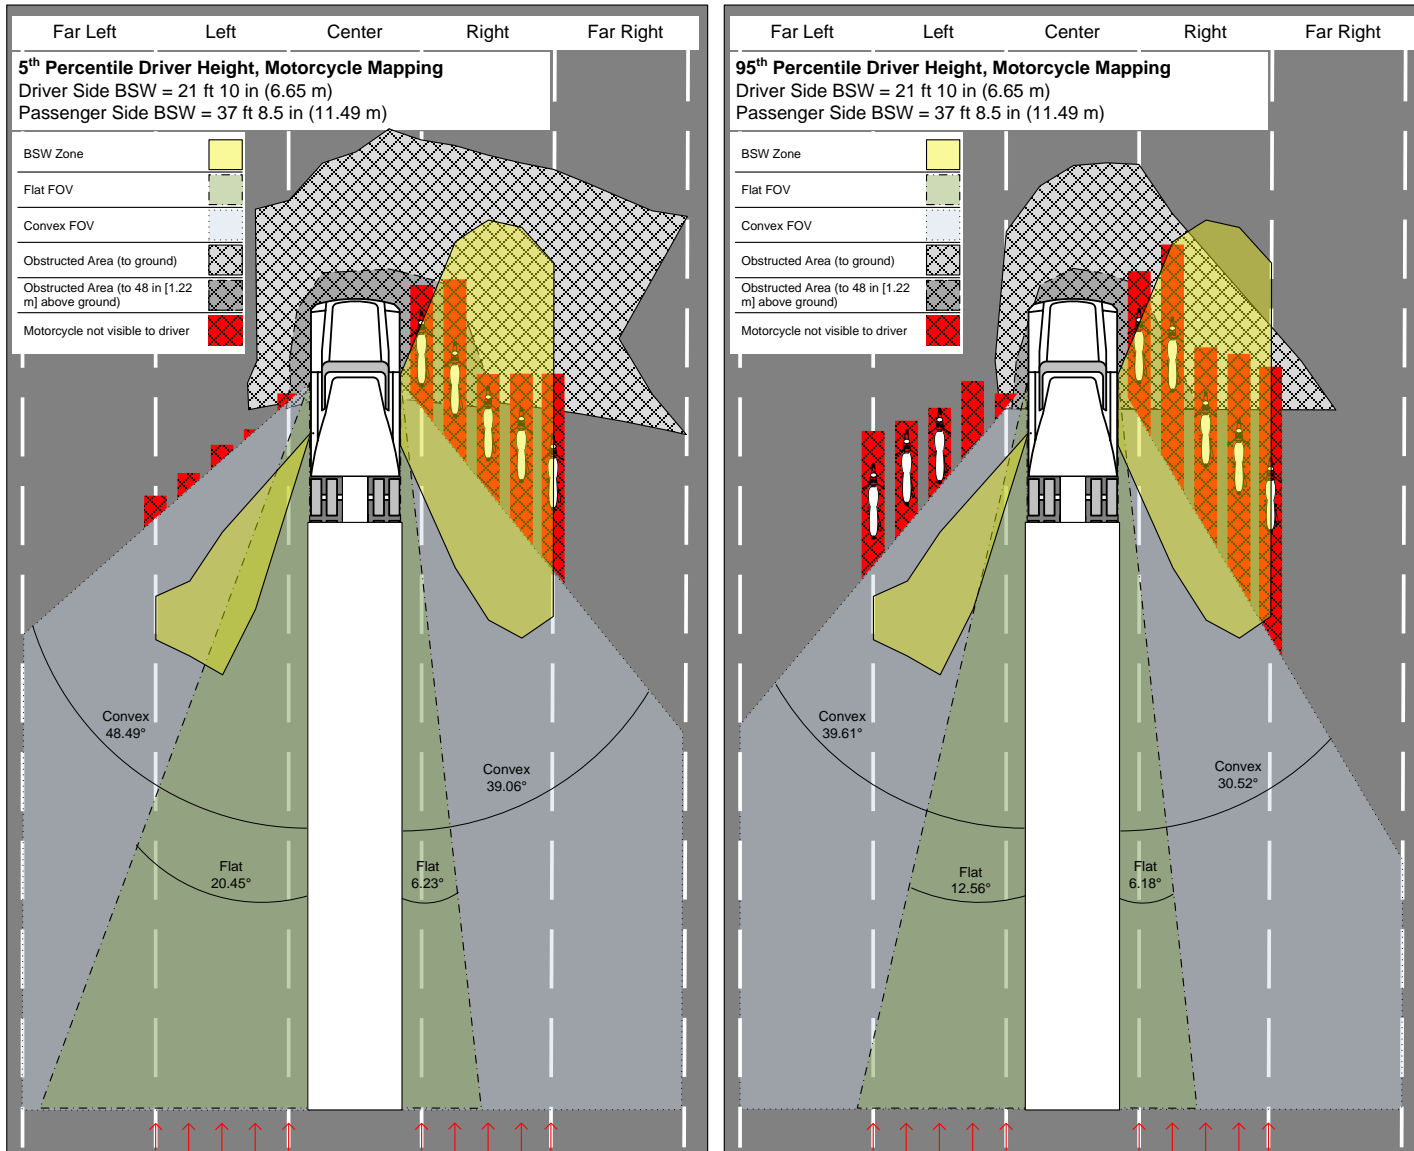 Far Left Left Center Right Far Right
5th Percentile Driver Height, Motorcycle Mapping
Driver Side BSW = 21 ft 10 in (6.65 m)
Passenger Side BSW = 37 ft 8.5 in (11.49 m)
BSW Zone
Flat FOV
Convex FOV
Obstructed Area (to ground)
Obstructed Area (to 48 in [1.22
m] above ground)
Motorcycle not visible to driver
Convex
48.49°
Convex
39.06°
Flat
20.45°
Flat
6.23°
Far Left Left Center Right Far Right
95th Percentile Driver Height, Motorcycle Mapping
Driver Side BSW = 21 ft 10 in (6.65 m)
Passenger Side BSW = 37 ft 8.5 in (11.49 m)
BSW Zone
Flat FOV
Convex FOV
Obstructed Area (to ground)
Obstructed Area (to 48 in [1.22
m] above ground)
Motorcycle not visible to driver
Convex
39.61°
Convex
30.52°
Flat
12.56°
Flat
6.18°